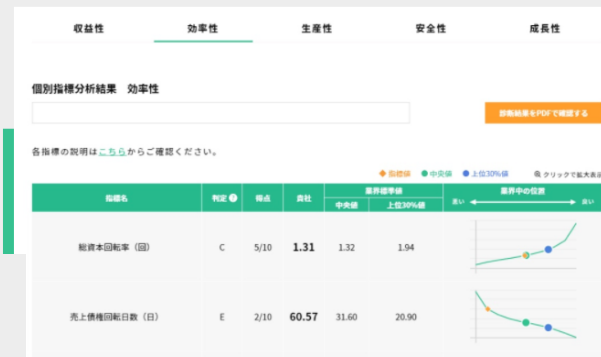 収益性 効率性 生産性 安全性 成長性
個別指標分析結果 効率性
診断結果をPDFで確認する
各指標の説明はこちらからご確認ください。
◆指標値 ●中央値 ●上位30%値 クリックで拡大表示
指標名 判定 ? 得点 貴社 業界標準値 業界中の位置
中央値 上位30%値 悪い 良い
総資本回転率（回） C 5/10 1.31 1.32 1.94
売上債権回転日数（日） E 2/10 60.57 31.60 20.90